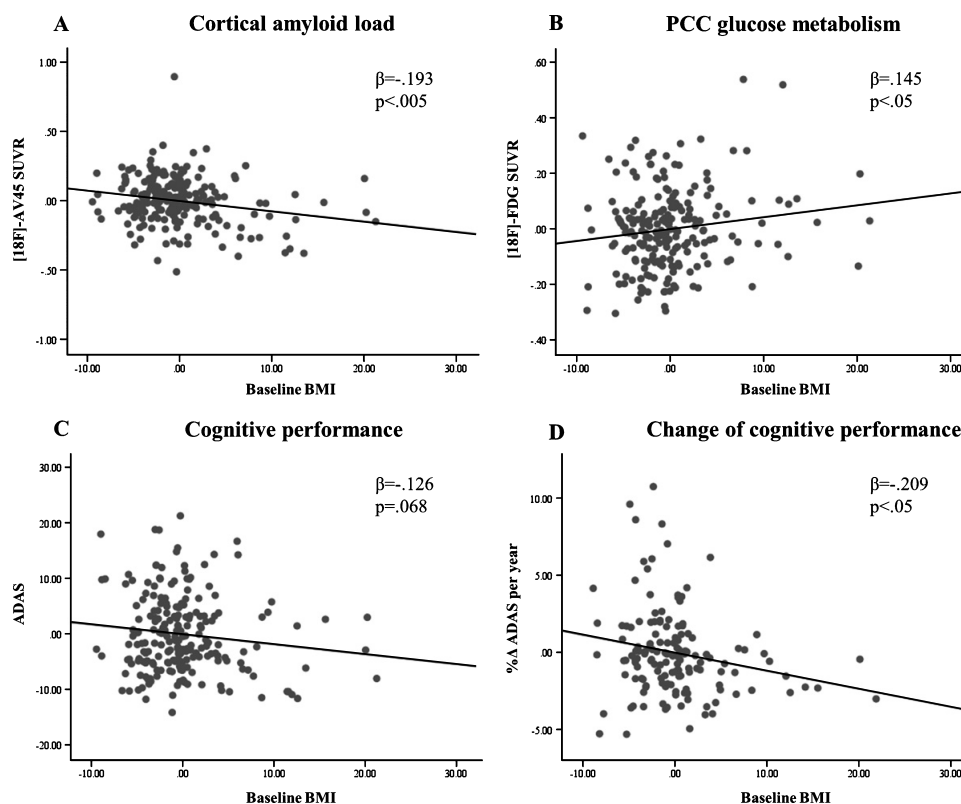 A Cortical amyloid load
β=-.193
p<.005
[18F]-AV45 SUVR
1.00
.50
.00
-.50
-1.00
-10.00 .00 10.00 20.00 30.00
Baseline BMI
B PCC glucose metabolism
β=.145
p<.05
[18F]-FDG SUVR
.60
.40
.20
.00
-.20
-.40
-10.00 .00 10.00 20.00 30.00
Baseline BMI
C Cognitive performance
β=-.126
p=.068
ADAS
30.00
20.00
10.00
.00
-10.00
-20.00
-10.00 .00 10.00 20.00 30.00
Baseline BMI
D Change of cognitive performance
β=-.209
p<.05
%Δ ADAS per year
10.00
5.00
.00
-5.00
-10.00 .00 10.00 20.00 30.00
Baseline BMI